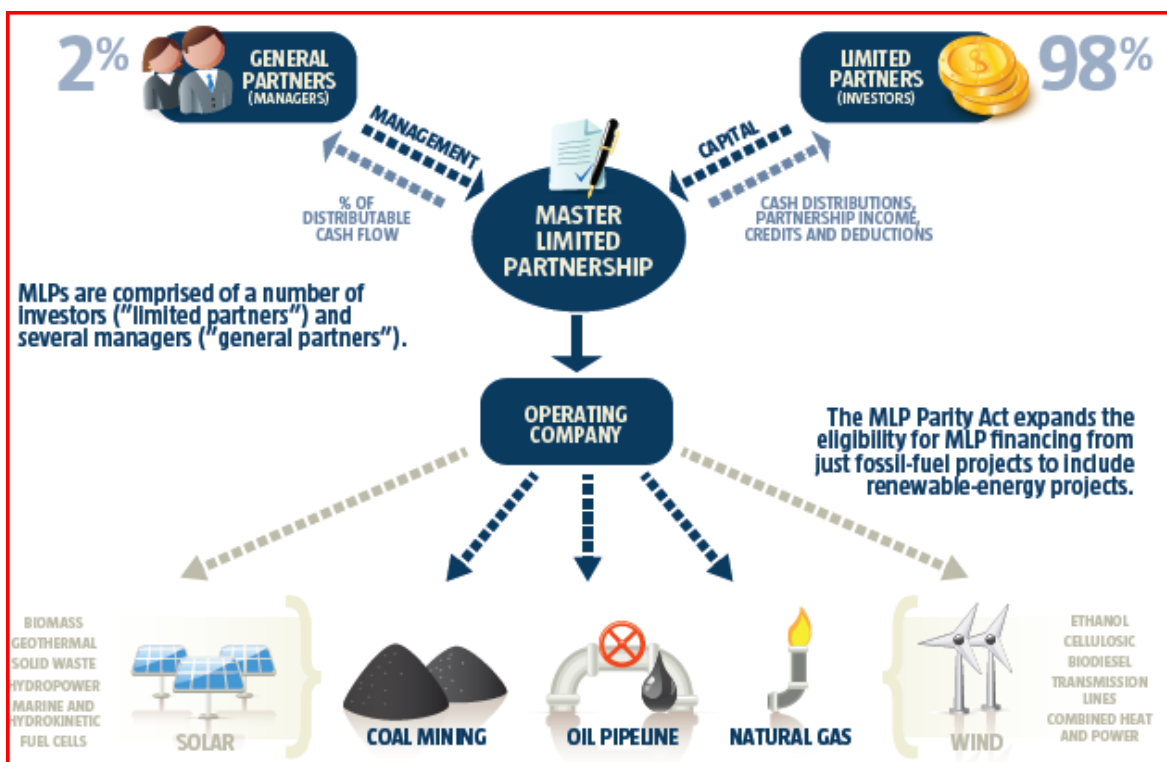 2%
GENERAL
PARTNERS
(MANAGERS)
LIMITED
PARTNERS
(INVESTORS)
98%
MANAGEMENT
CAPITAL
% OF
DISTRIBUTABLE
CASH FLOW
MASTER
LIMITED
PARTNERSHIP
CASH DISTRIBUTIONS,
PARTNERSHIP INCOME,
CREDITS AND DEDUCTIONS
MLPs are comprised of a number of
investors ("limited partners") and
several managers ("general partners").
OPERATING
COMPANY
The MLP Parity Act expands the
eligibility for MLP financing from
just fossil-fuel projects to include
renewable-energy projects.
BIOMASS
GEOTHERMAL
SOLID WASTE
HYDROPOWER
MARINE AND
HYDROKINETIC
FUEL CELLS
SOLAR
COAL MINING
OIL PIPELINE
NATURAL GAS
WIND
ETHANOL
CELLULOSIC
BIODIESEL
TRANSMISSION
LINES
COMBINED HEAT
AND POWER